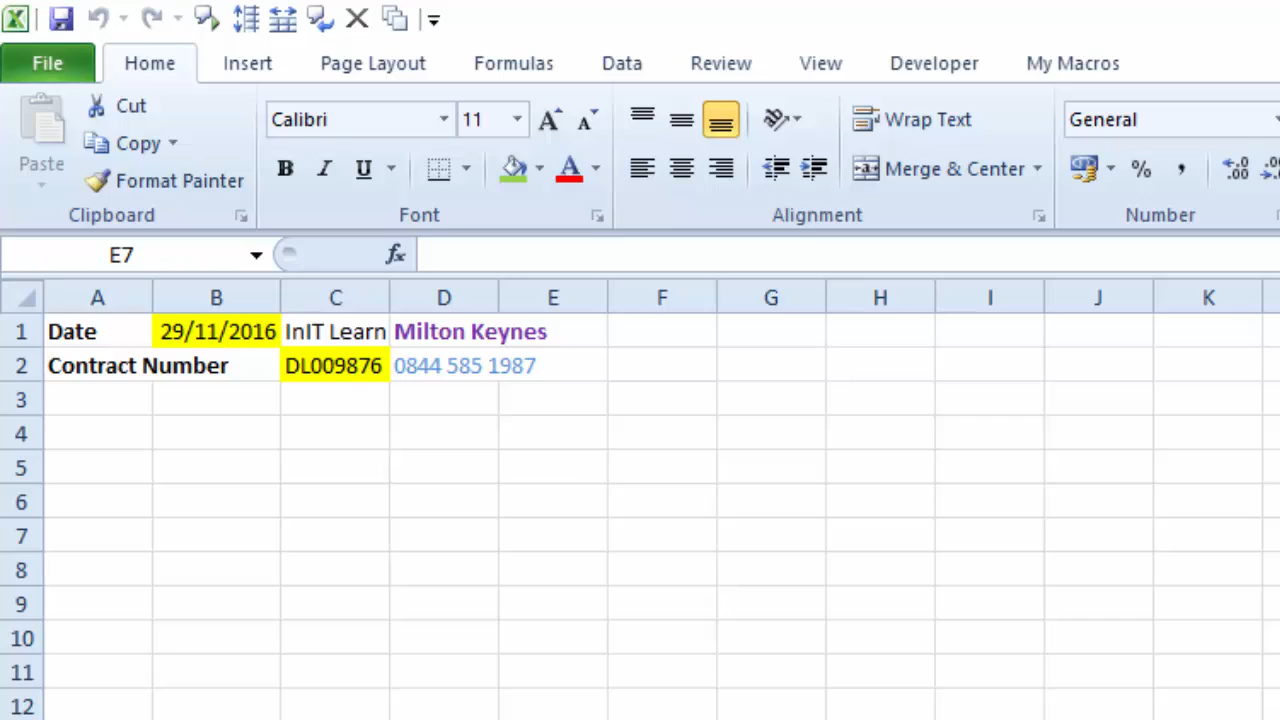 File Home Insert Page Layout Formulas Data Review View Developer My Macros
Cut Calibri 11 Wrap Text General
Copy
Paste Format Painter B I U Merge & Center % ,
Clipboard Font Alignment Number
E7 fx
A B C D E F G H I J K
1 Date 29/11/2016 InIT Learn Milton Keynes
2 Contract Number DL009876 0844 585 1987
3
4
5
6
7
8
9
10
11
12